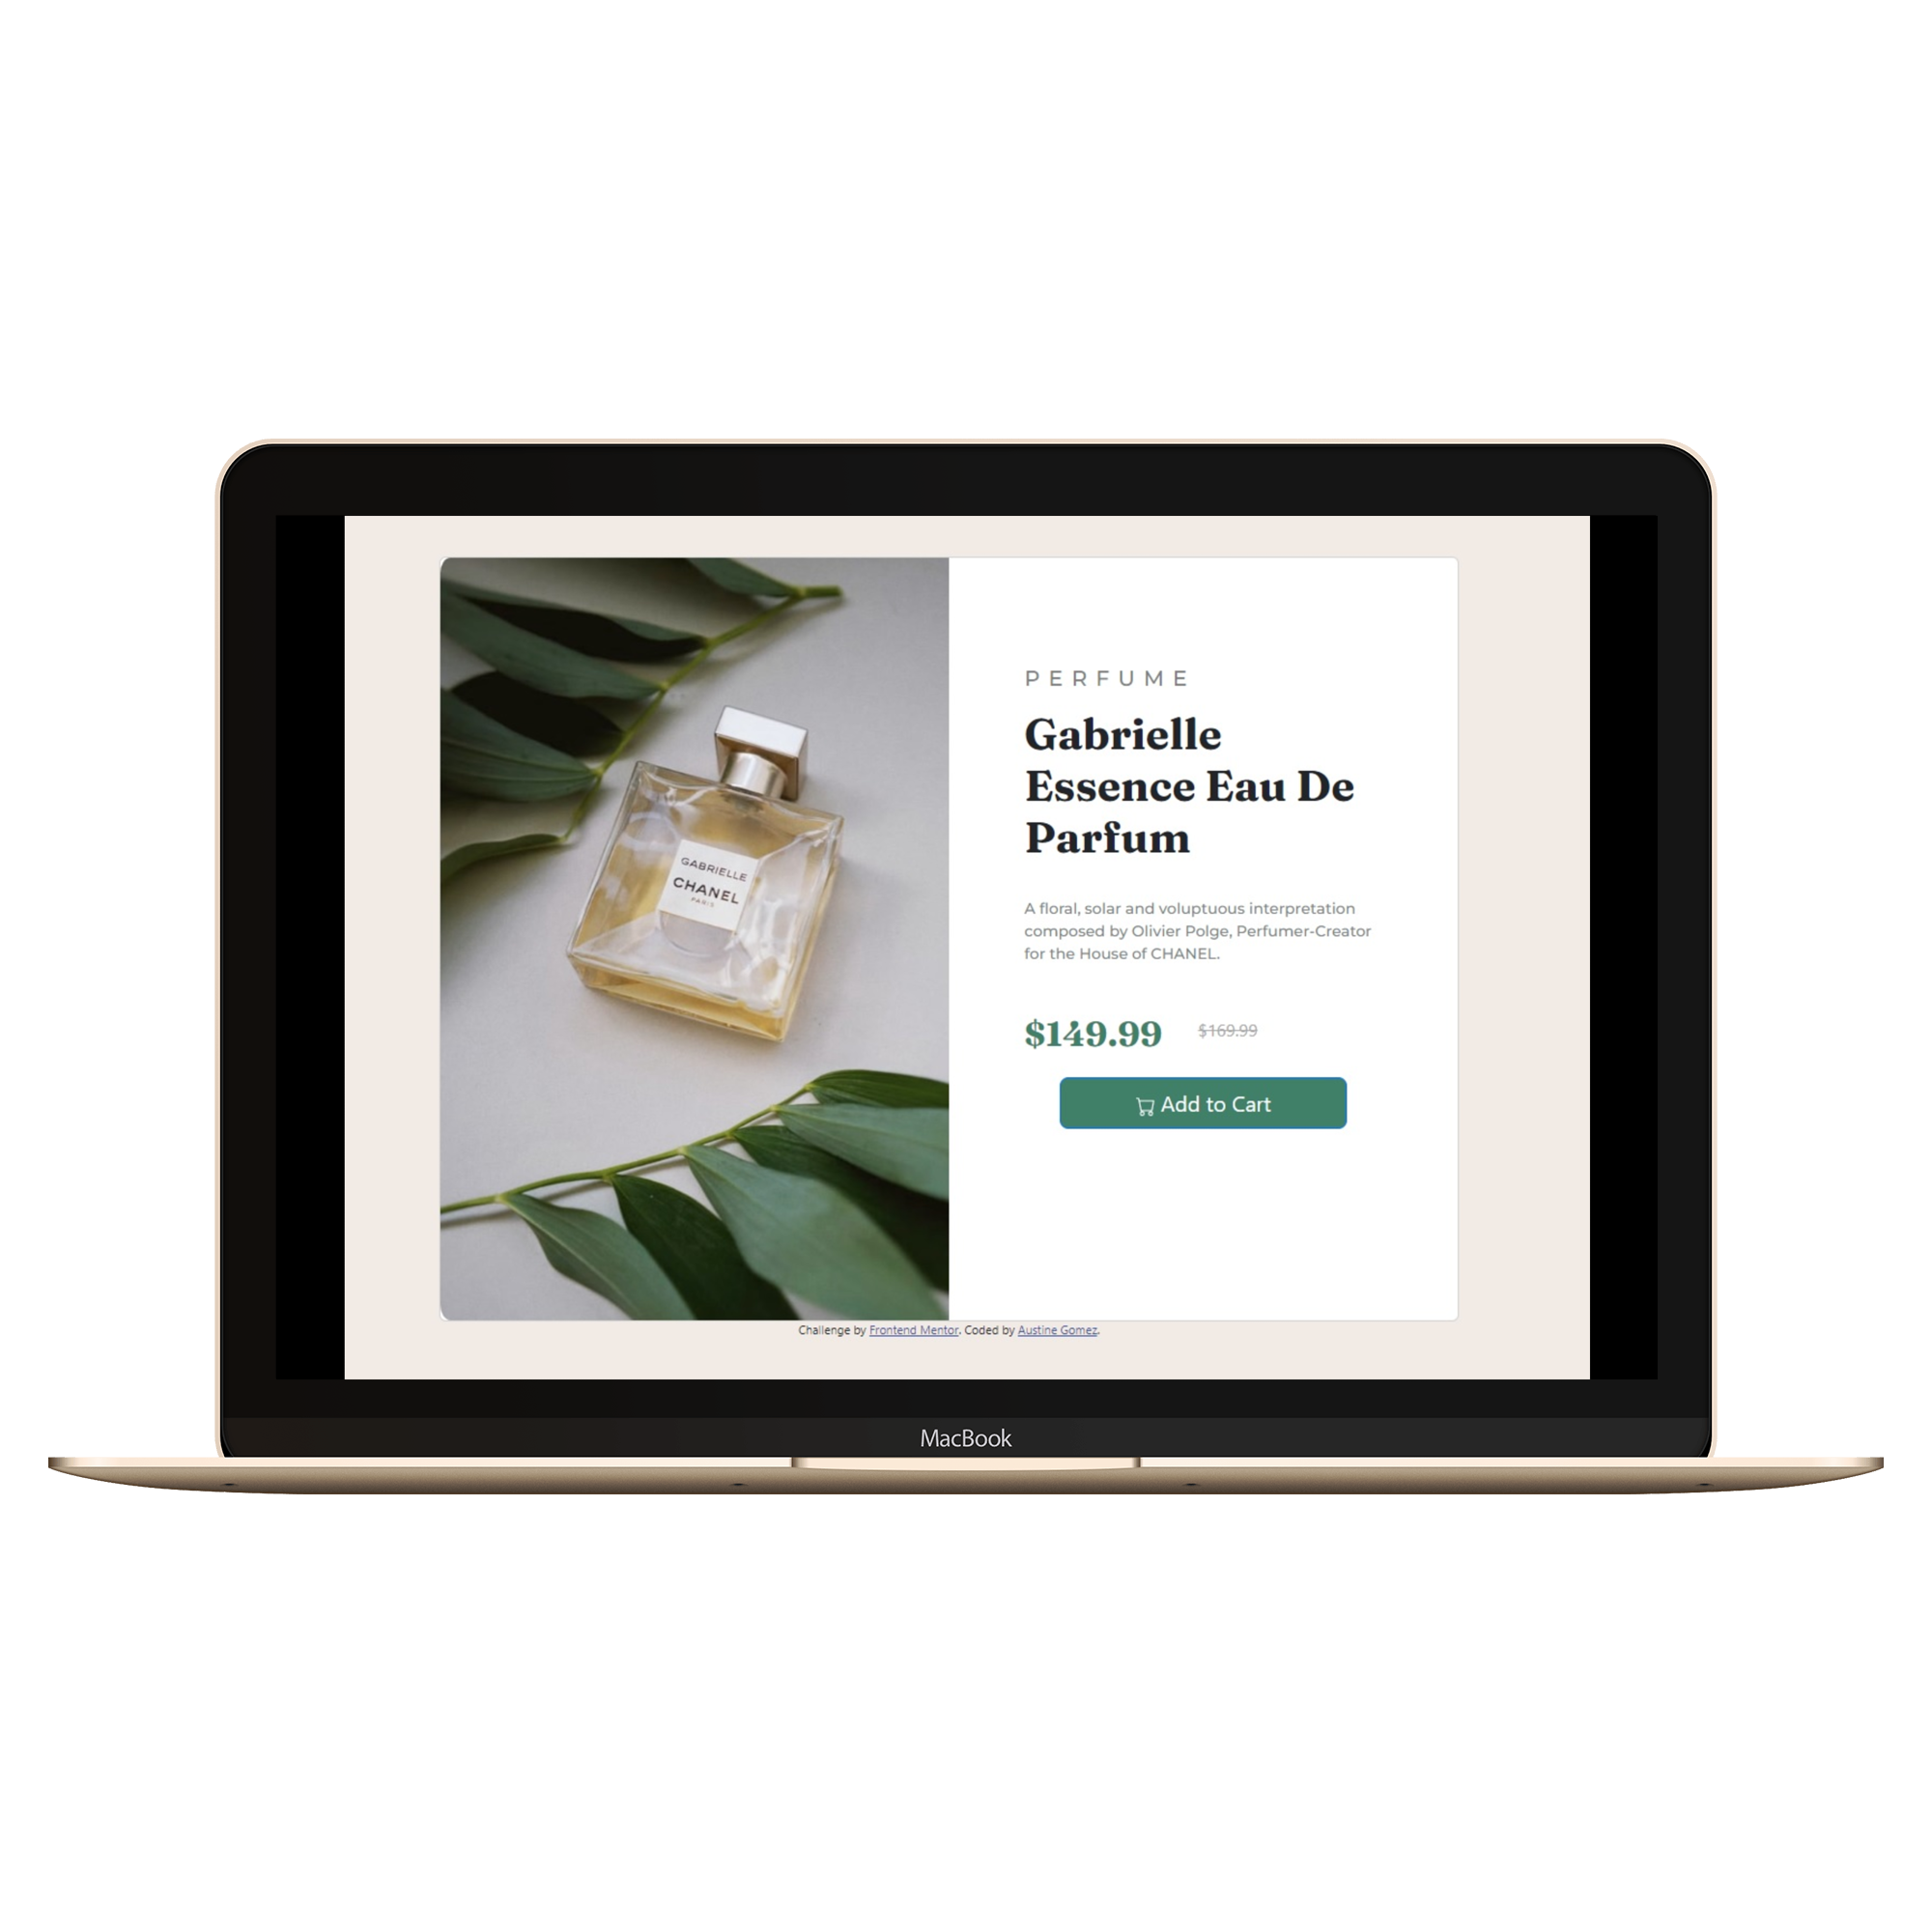 GABRIELLE
CHANEL
PARIS
PERFUME
Gabrielle
Essence Eau De
Parfum
A floral, solar and voluptuous interpretation
composed by Olivier Polge, Perfumer-Creator
for the House of CHANEL.
$149.99 $169.99
Add to Cart
Challenge by Frontend Mentor. Coded by Austine Gomez.
MacBook